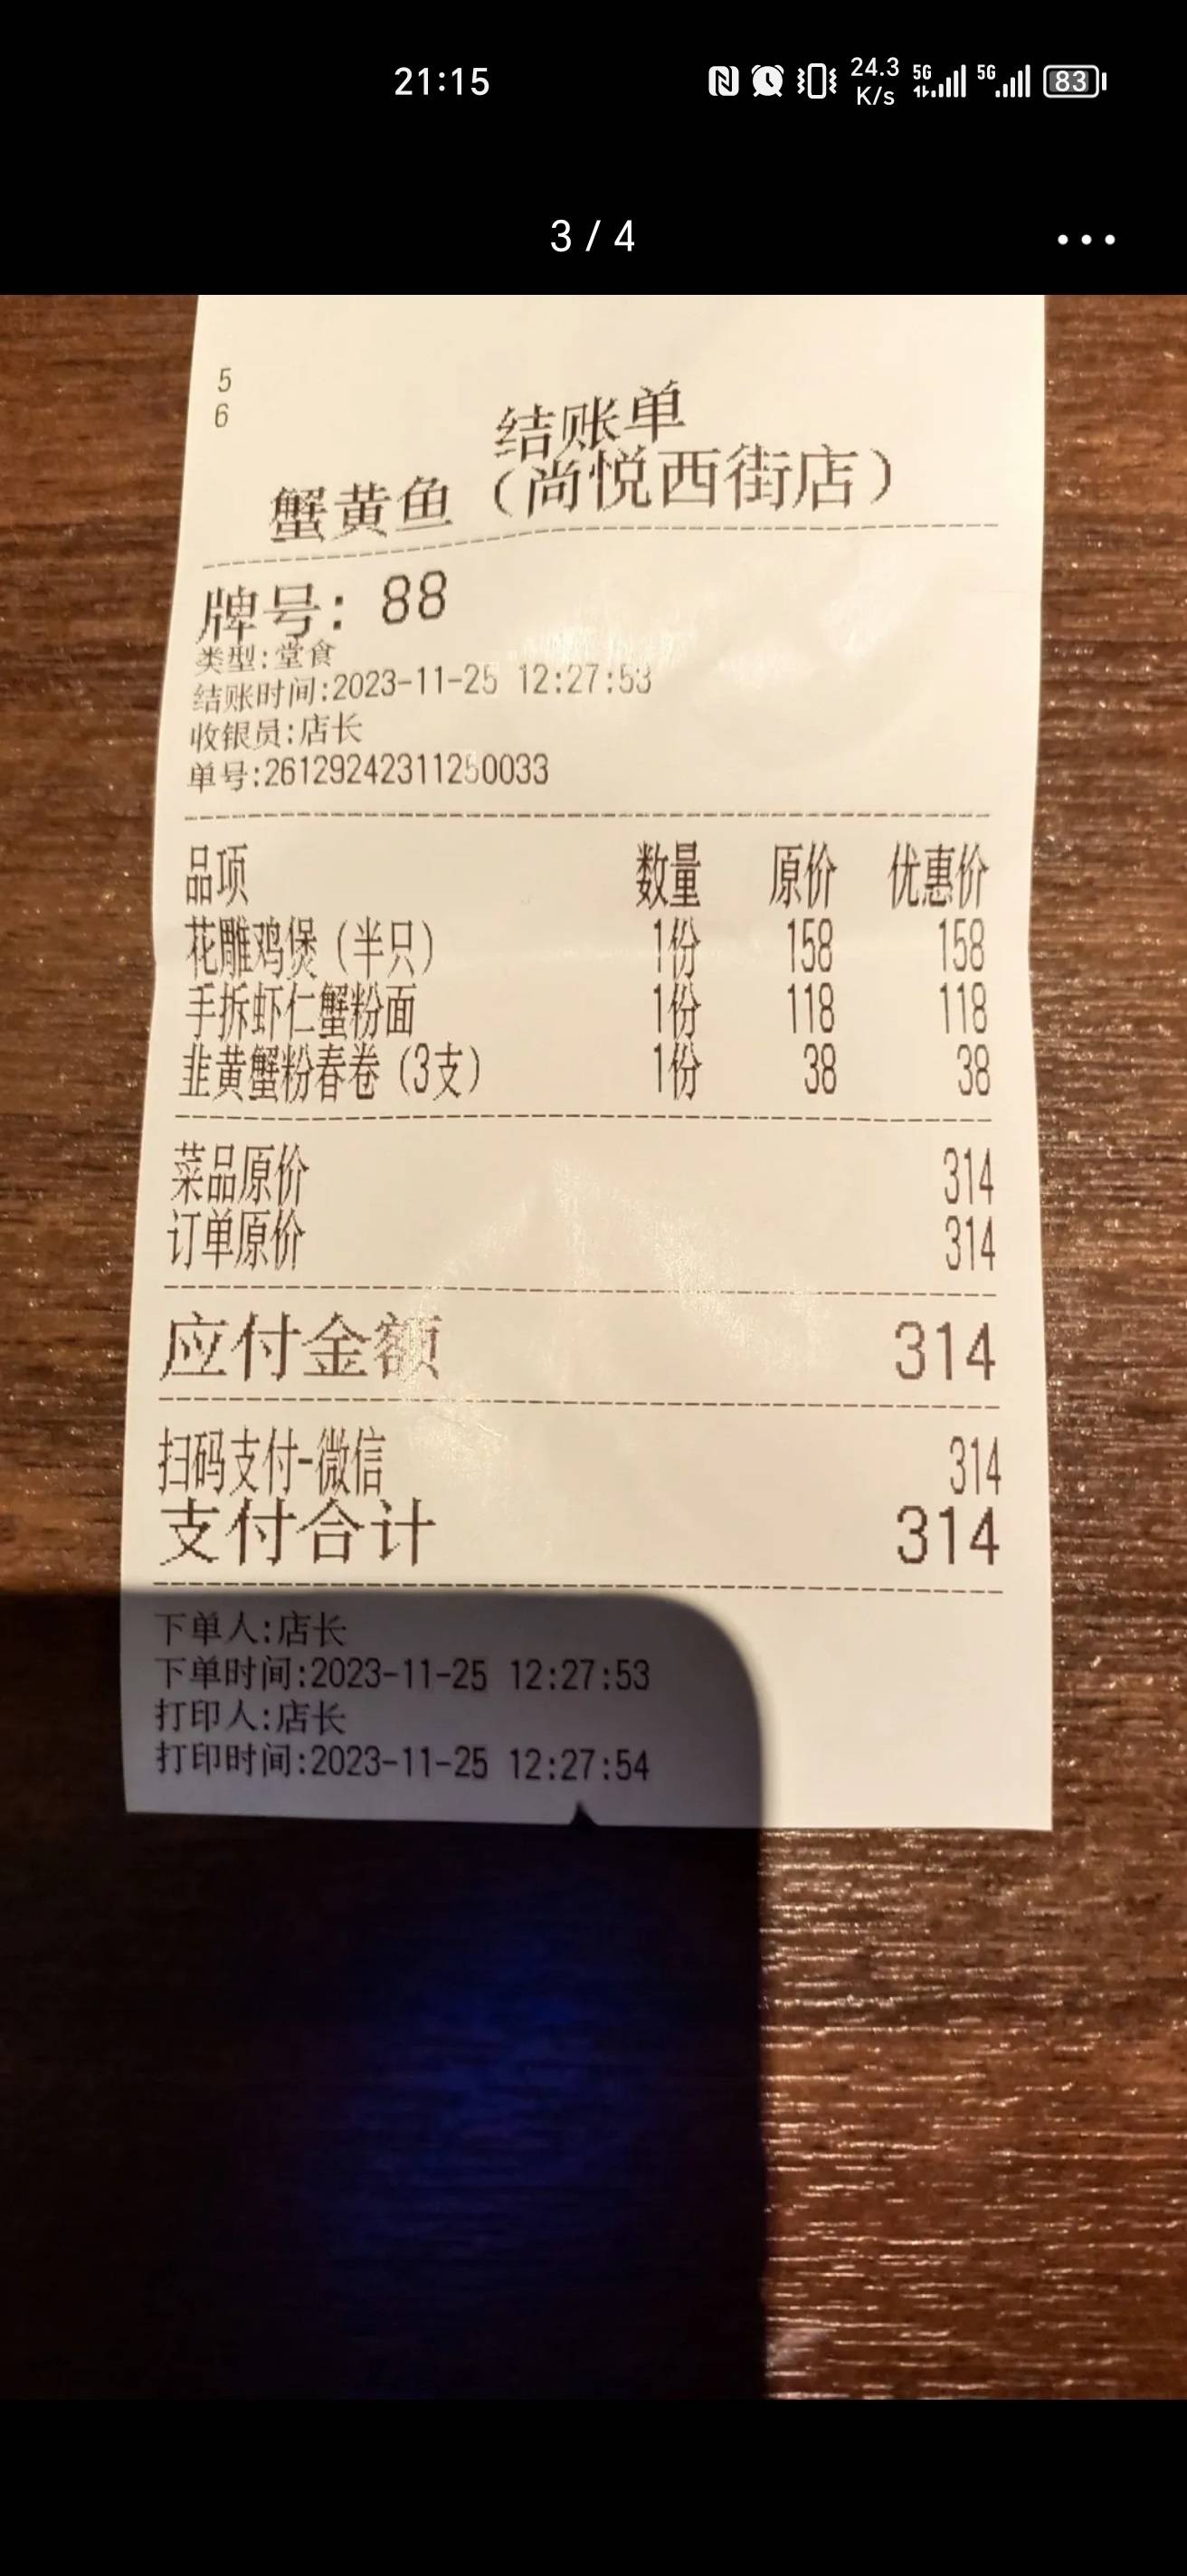 21:15
24.3 K/s 5G 5G 83
3 / 4
5
6
结账单
蟹黄鱼（尚悦西街店）
牌号: 88
类型:堂食
结账时间:2023-11-25 12:27:53
收银员:店长
单号:26129242311250033
品项 数量 原价 优惠价
花雕鸡煲（半只） 1份 158 158
手拆虾仁蟹粉面 1份 118 118
韭黄蟹粉春卷（3支） 1份 38 38
菜品原价 314
订单原价 314
应付金额 314
扫码支付-微信 314
支付合计 314
下单人:店长
下单时间:2023-11-25 12:27:53
打印人:店长
打印时间:2023-11-25 12:27:54